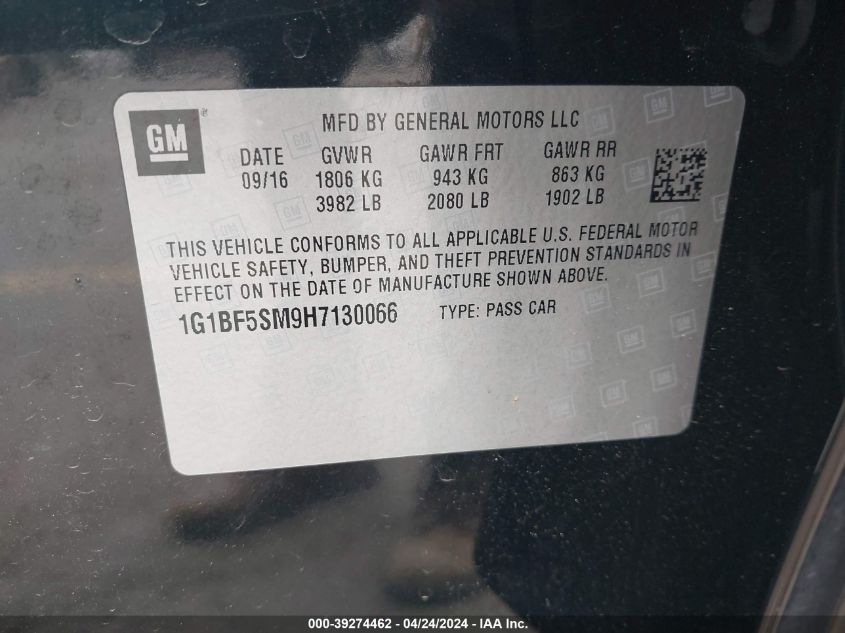 GM
MFD BY GENERAL MOTORS LLC
DATE GVWR GAWR FRT GAWR RR
09/16 1806 KG 943 KG 863 KG
3982 LB 2080 LB 1902 LB
THIS VEHICLE CONFORMS TO ALL APPLICABLE U.S. FEDERAL MOTOR
VEHICLE SAFETY, BUMPER, AND THEFT PREVENTION STANDARDS IN
EFFECT ON THE DATE OF MANUFACTURE SHOWN ABOVE.
1G1BF5SM9H7130066 TYPE: PASS CAR
000-39274462 - 04/24/2024 - IAA Inc.